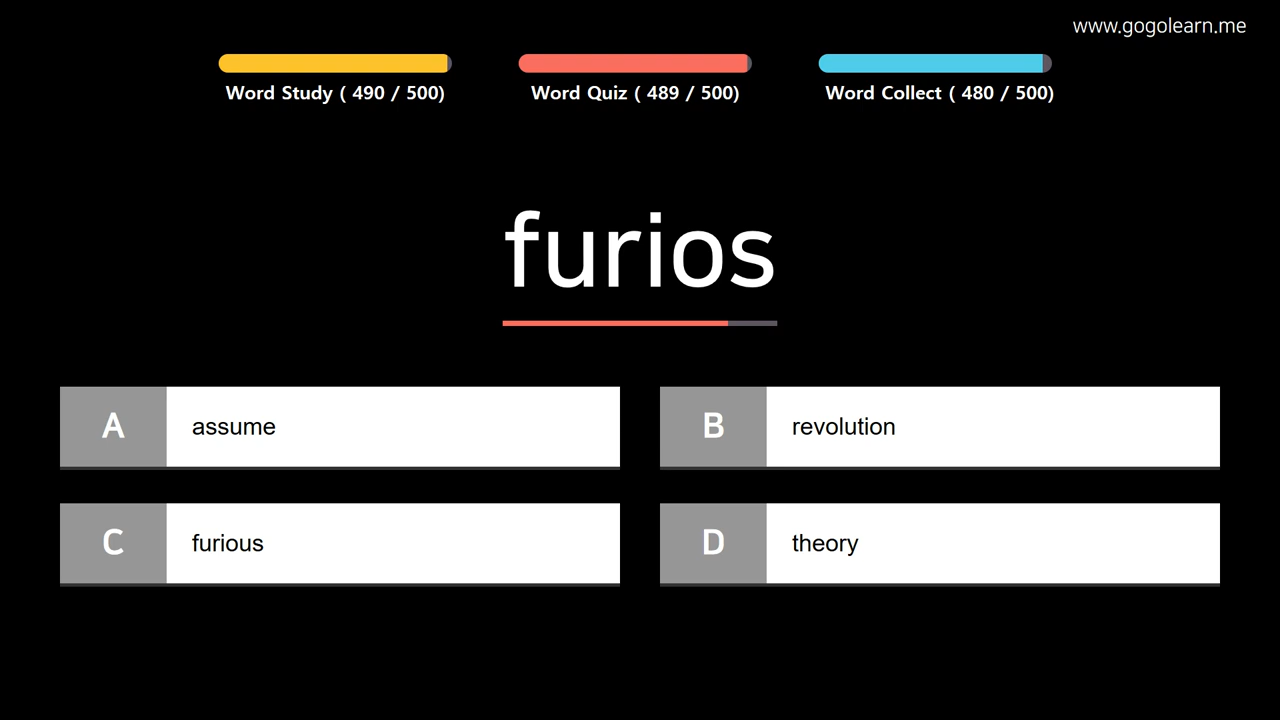 www.gogolearn.me
Word Study ( 490 / 500)
Word Quiz ( 489 / 500)
Word Collect ( 480 / 500)
furios
A assume
B revolution
C furious
D theory